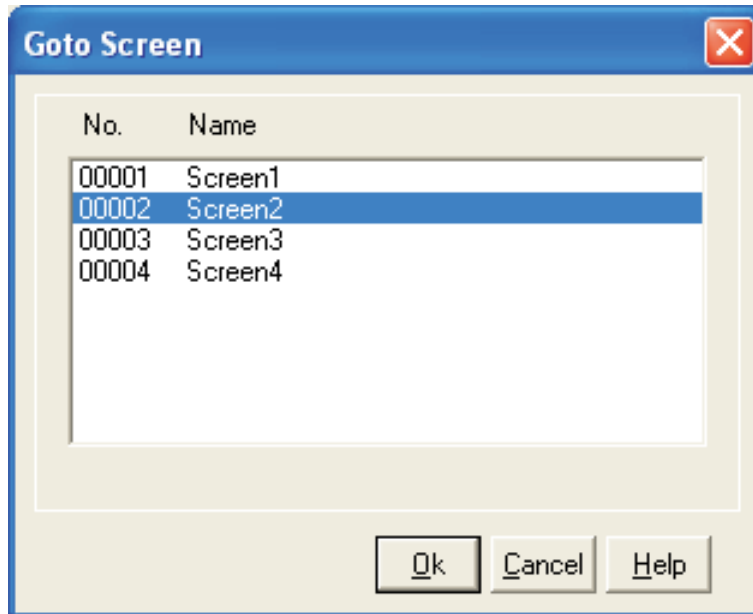 Goto Screen
No. Name
00001 Screen1
00002 Screen2
00003 Screen3
00004 Screen4
Ok Cancel Help